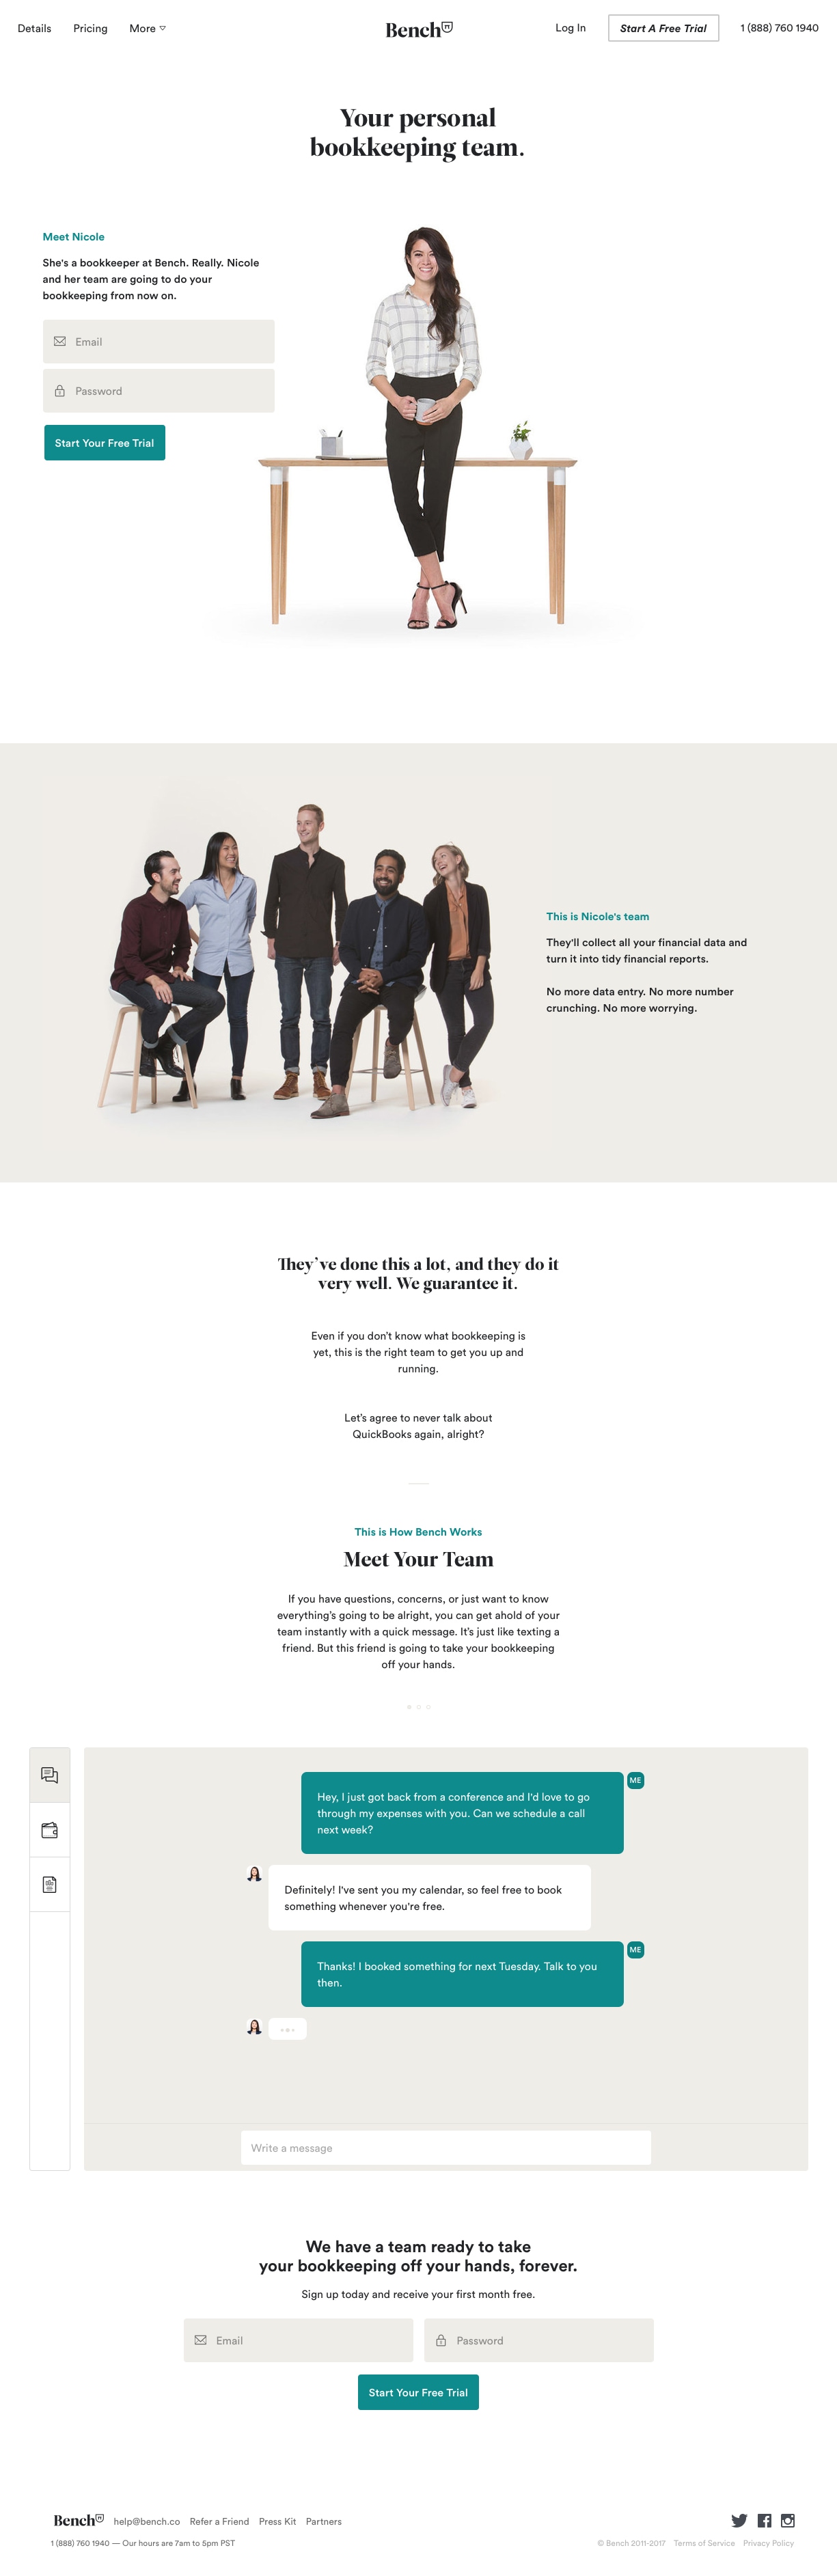 Details Pricing More Bench Log In Start A Free Trial 1 (888) 760 1940
Your personal
bookkeeping team.
Meet Nicole
She's a bookkeeper at Bench. Really. Nicole
and her team are going to do your
bookkeeping from now on.
Email
Password
Start Your Free Trial
This is Nicole's team
They'll collect all your financial data and
turn it into tidy financial reports.
No more data entry. No more number
crunching. No more worrying.
They've done this a lot, and they do it
very well. We guarantee it.
Even if you don't know what bookkeeping is
yet, this is the right team to get you up and
running.
Let's agree to never talk about
QuickBooks again, alright?
This is How Bench Works
Meet Your Team
If you have questions, concerns, or just want to know
everything's going to be alright, you can get ahold of your
team instantly with a quick message. It's just like texting a
friend. But this friend is going to take your bookkeeping
off your hands.
ME
Hey, I just got back from a conference and I'd love to go
through my expenses with you. Can we schedule a call
next week?
Definitely! I've sent you my calendar, so feel free to book
something whenever you're free.
ME
Thanks! I booked something for next Tuesday. Talk to you
then.
Write a message
We have a team ready to take
your bookkeeping off your hands, forever.
Sign up today and receive your first month free.
Email Password
Start Your Free Trial
Bench help@bench.co Refer a Friend Press Kit Partners
1 (888) 760 1940 — Our hours are 7am to 5pm PST © Bench 2011-2017 Terms of Service Privacy Policy